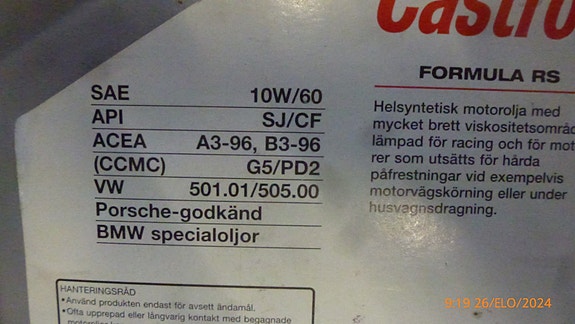 Castro
FORMULA RS
SAE 10W/60
API SJ/CF
ACEA A3-96, B3-96
(CCMC) G5/PD2
VW 501.01/505.00
Porsche-godkänd
BMW specialoljor
Helsyntetisk motorolja med
mycket brett viskositetsområd
lämpad för racing och för mot
rer som utsätts för hårda
påfrestningar vid exempelvis
motorvägskörning eller under
husvagnsdragning.
HANTERINGSRÅD
•Använd produkten endast för avsett ändamål.
•Ofta upprepad eller långvarig kontakt med begagnade
9:19 26/ELO/2024